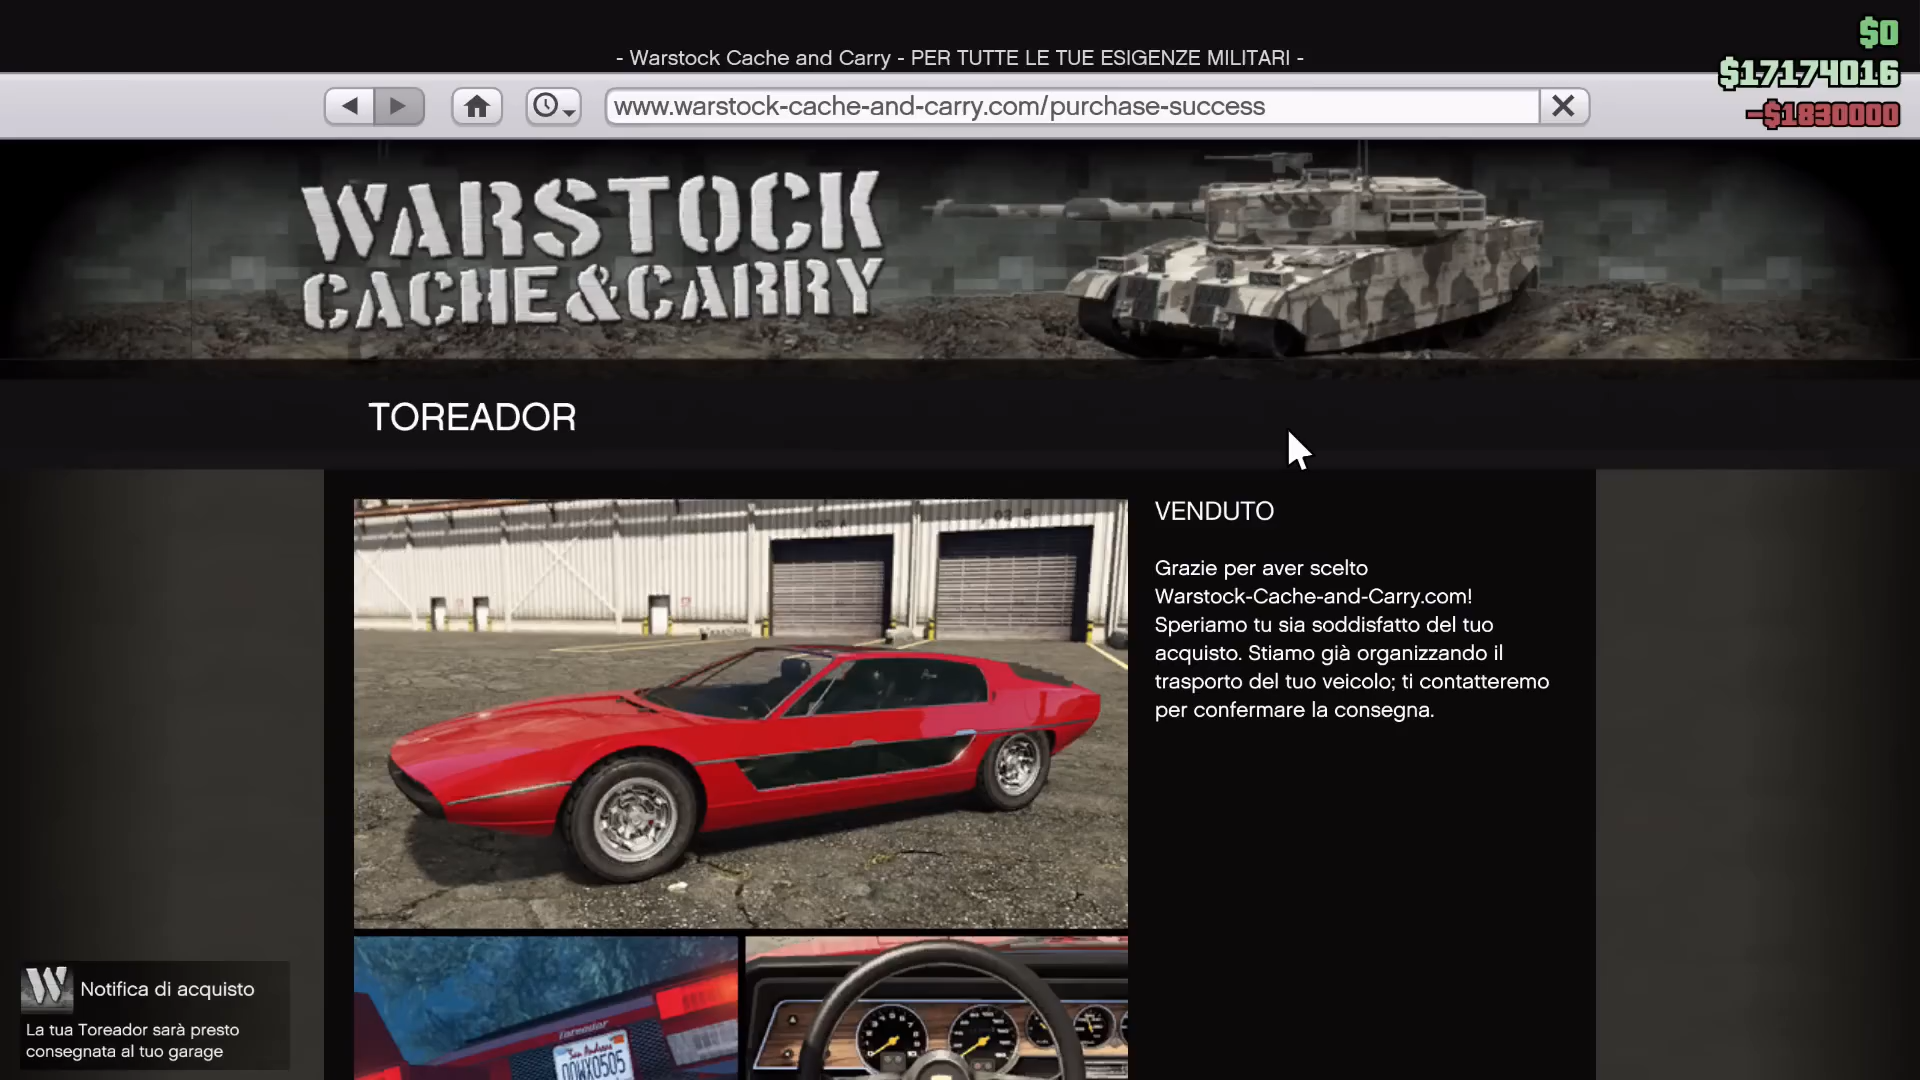 $0
- Warstock Cache and Carry - PER TUTTE LE TUE ESIGENZE MILITARI -
$17174016
www.warstock-cache-and-carry.com/purchase-success
-$1830000
WARSTOCK
CACHE&CARRY
TOREADOR
VENDUTO
Grazie per aver scelto
Warstock-Cache-and-Carry.com!
Speriamo tu sia soddisfatto del tuo
acquisto. Stiamo già organizzando il
trasporto del tuo veicolo; ti contatteremo
per confermare la consegna.
W
Notifica di acquisto
La tua Toreador sarà presto
consegnata al tuo garage
Toreador
San Andreas